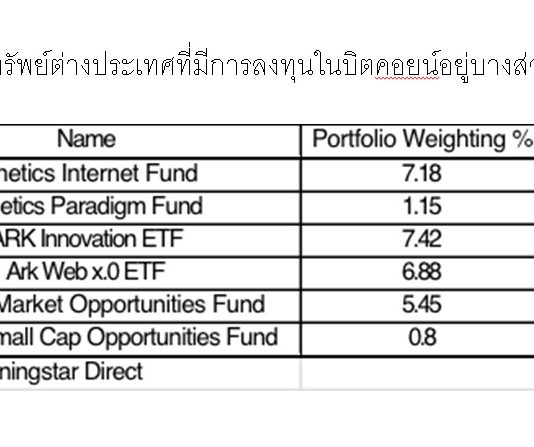 รัพย์ต่างประเทศที่มีการลงทุนในบิตคอยน์อยู่บางส่ว
Name Portfolio Weighting %
netics Internet Fund 7.18
etics Paradigm Fund 1.15
ARK Innovation ETF 7.42
Ark Web x.0 ETF 6.88
Market Opportunities Fund 5.45
mall Cap Opportunities Fund 0.8
ningstar Direct